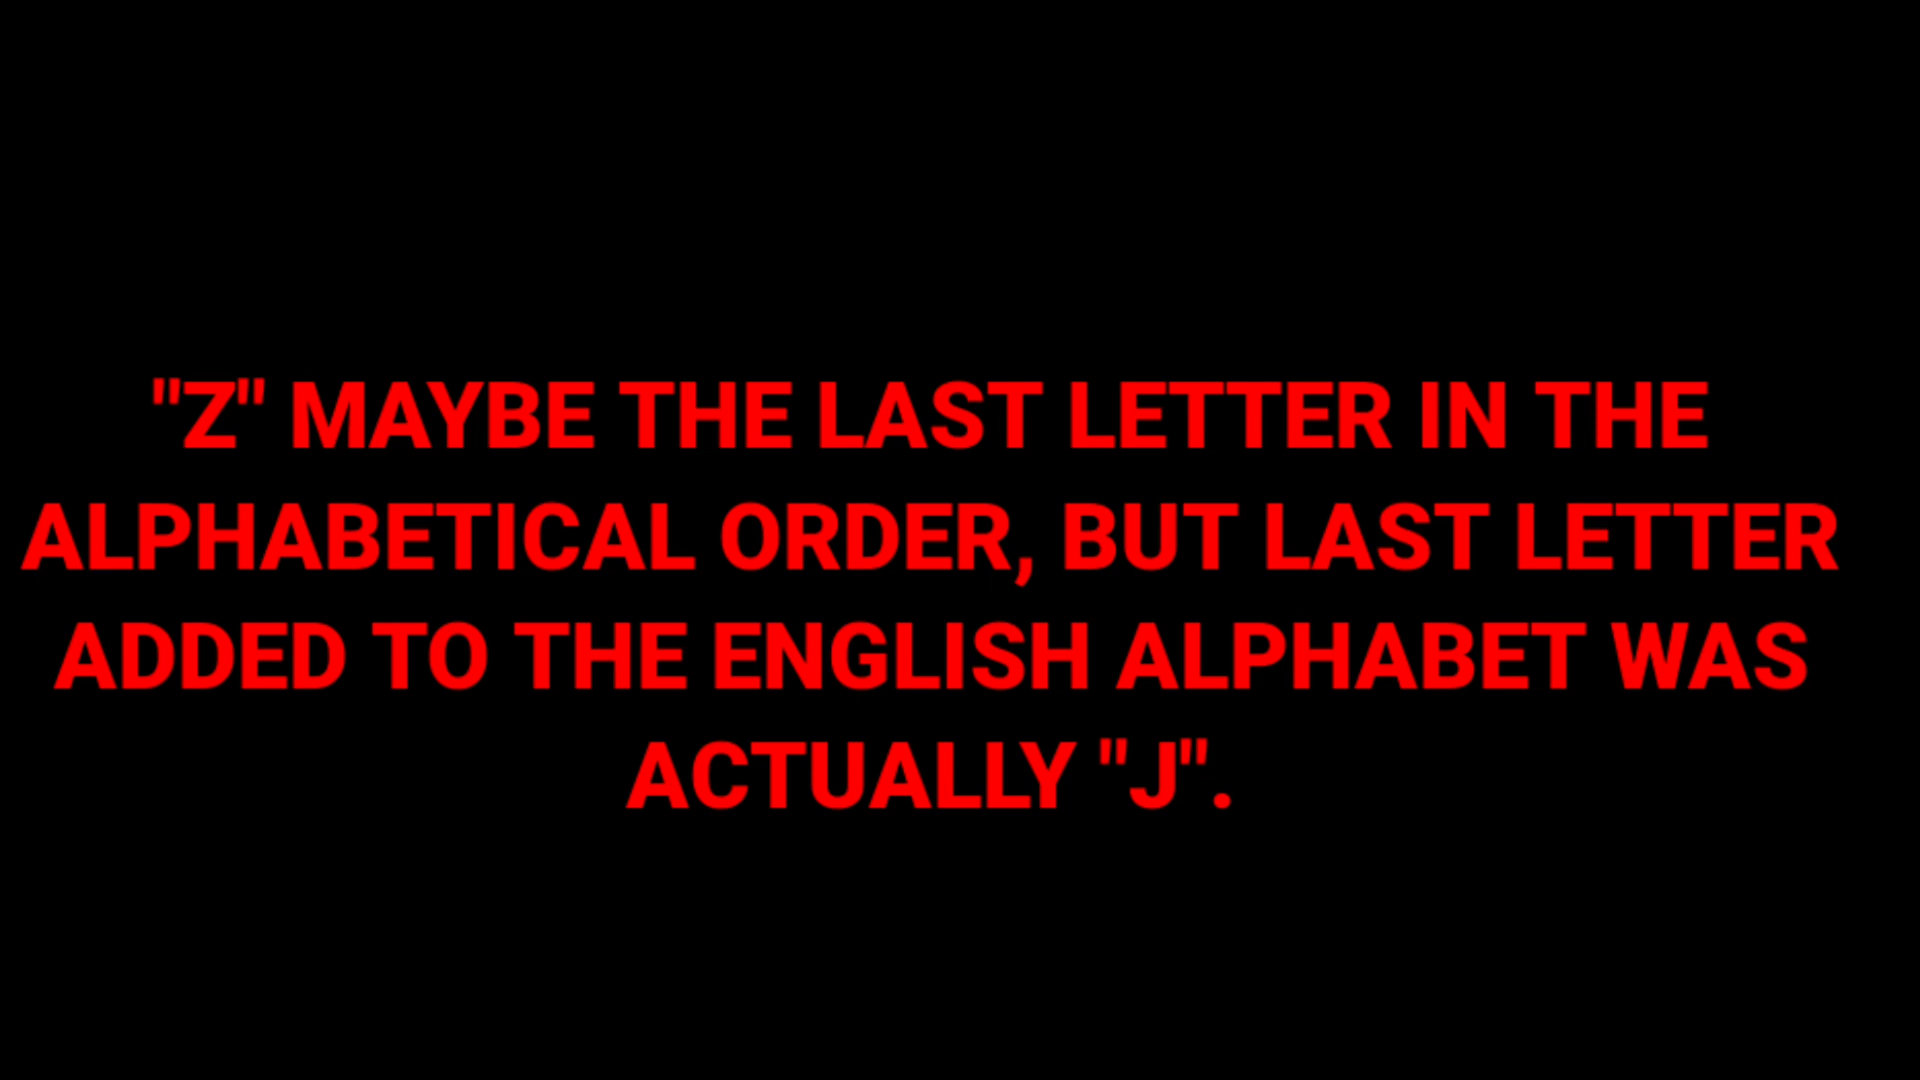 "Z" MAYBE THE LAST LETTER IN THE
ALPHABETICAL ORDER, BUT LAST LETTER
ADDED TO THE ENGLISH ALPHABET WAS
ACTUALLY "J".